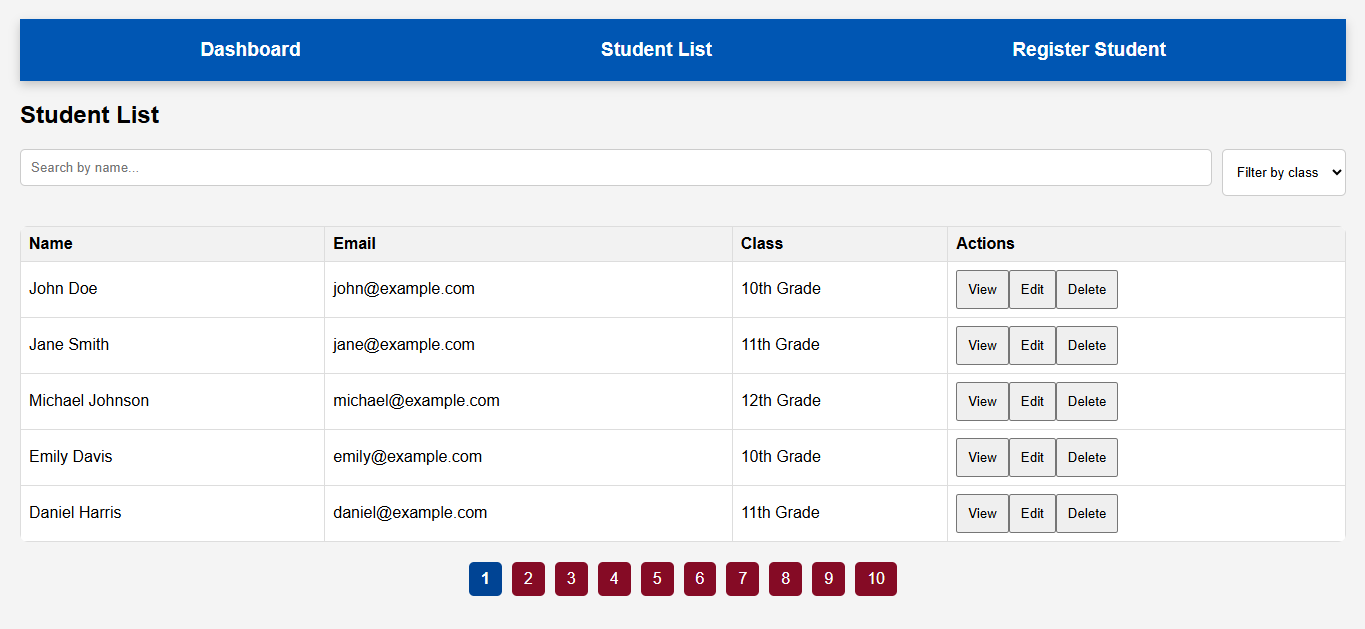 Dashboard Student List Register Student
Student List
Search by name... Filter by class
Name Email Class Actions
John Doe john@example.com 10th Grade View Edit Delete
Jane Smith jane@example.com 11th Grade View Edit Delete
Michael Johnson michael@example.com 12th Grade View Edit Delete
Emily Davis emily@example.com 10th Grade View Edit Delete
Daniel Harris daniel@example.com 11th Grade View Edit Delete
1 2 3 4 5 6 7 8 9 10